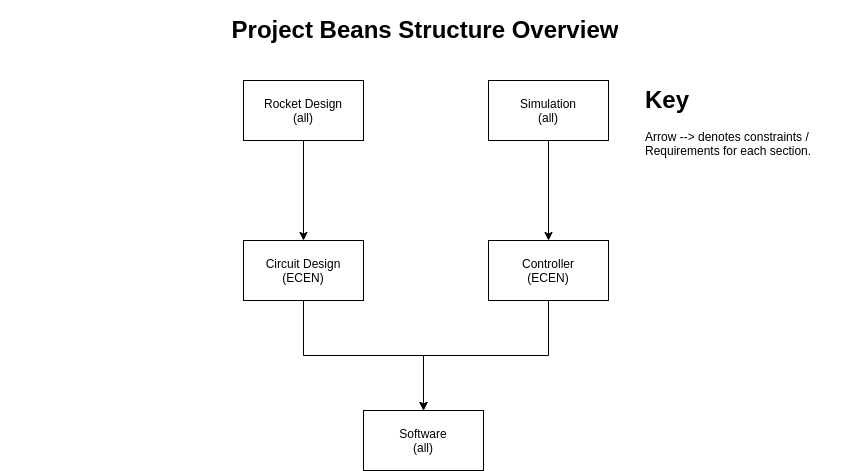 Project Beans Structure Overview
Rocket Design
(all)
Simulation
(all)
Key
Arrow --> denotes constraints /
Requirements for each section.
Circuit Design
(ECEN)
Controller
(ECEN)
Software
(all)